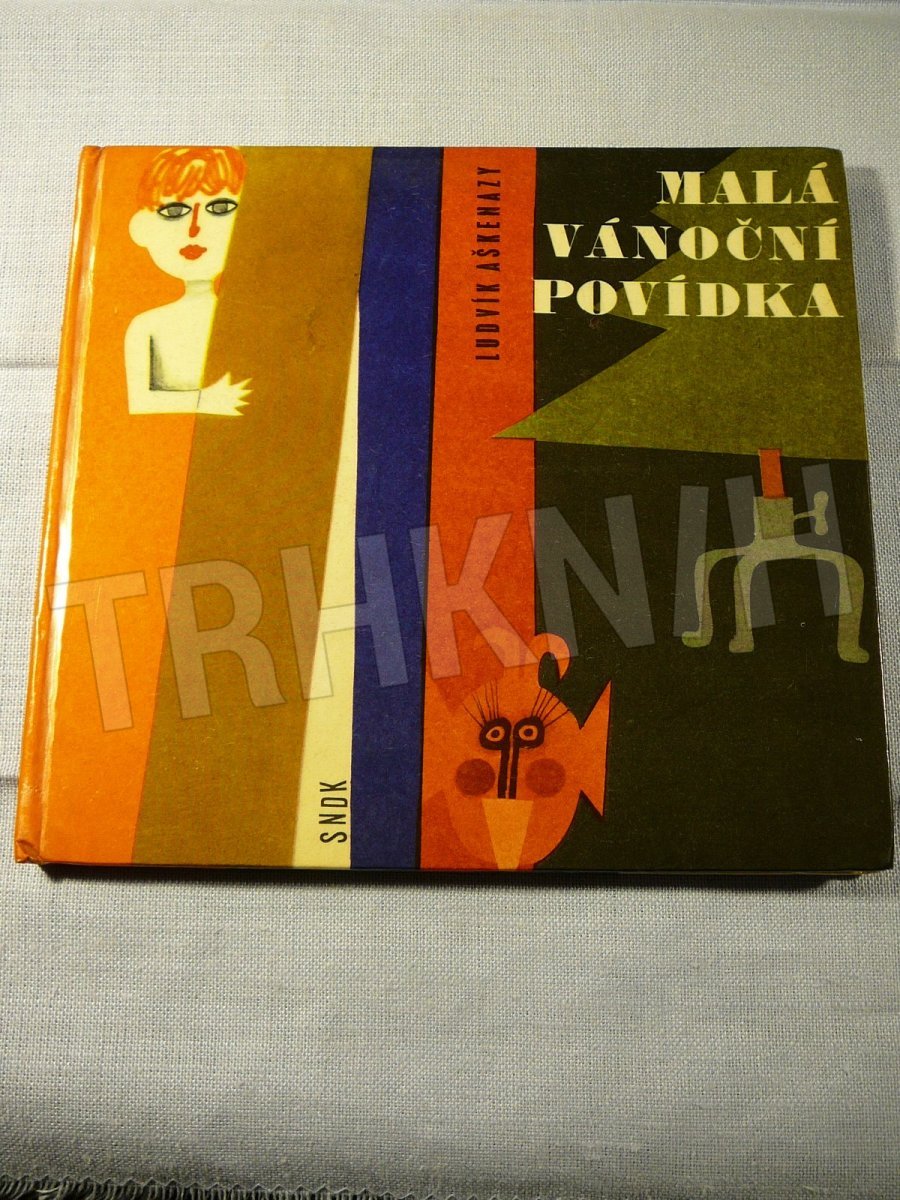 MALÁ
VÁNOČNÍ
POVÍDKA
LUDVÍK AŠKENAZY
SNDK
TRHKNIH